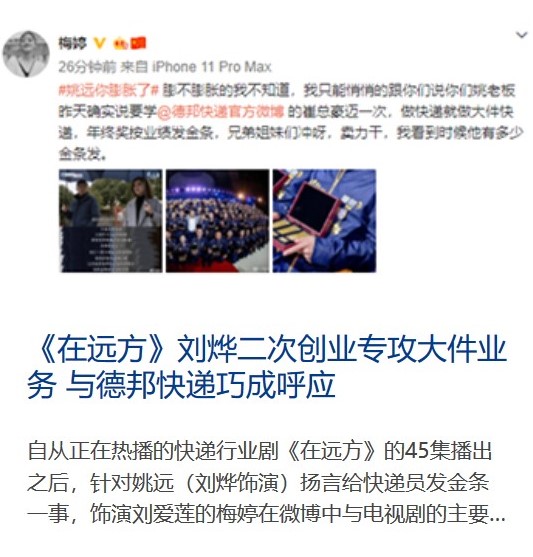 梅婷
26分钟前 来自 iPhone 11 Pro Max
#姚远你膨胀了# 膨不膨胀的我不知道，我只能悄悄的跟你们说你们姚老板
昨天确实说要学@德邦快递官方微博 的崔总豪迈一次，做快递就做大件快
递，年终奖按业绩发金条，兄弟姐妹们冲呀，卖力干，我看到时候他有多少
金条发。
《在远方》刘烨二次创业专攻大件业
务 与德邦快递巧成呼应
自从正在热播的快递行业剧《在远方》的45集播出
之后，针对姚远（刘烨饰演）扬言给快递员发金条
一事，饰演刘爱莲的梅婷在微博中与电视剧的主要...